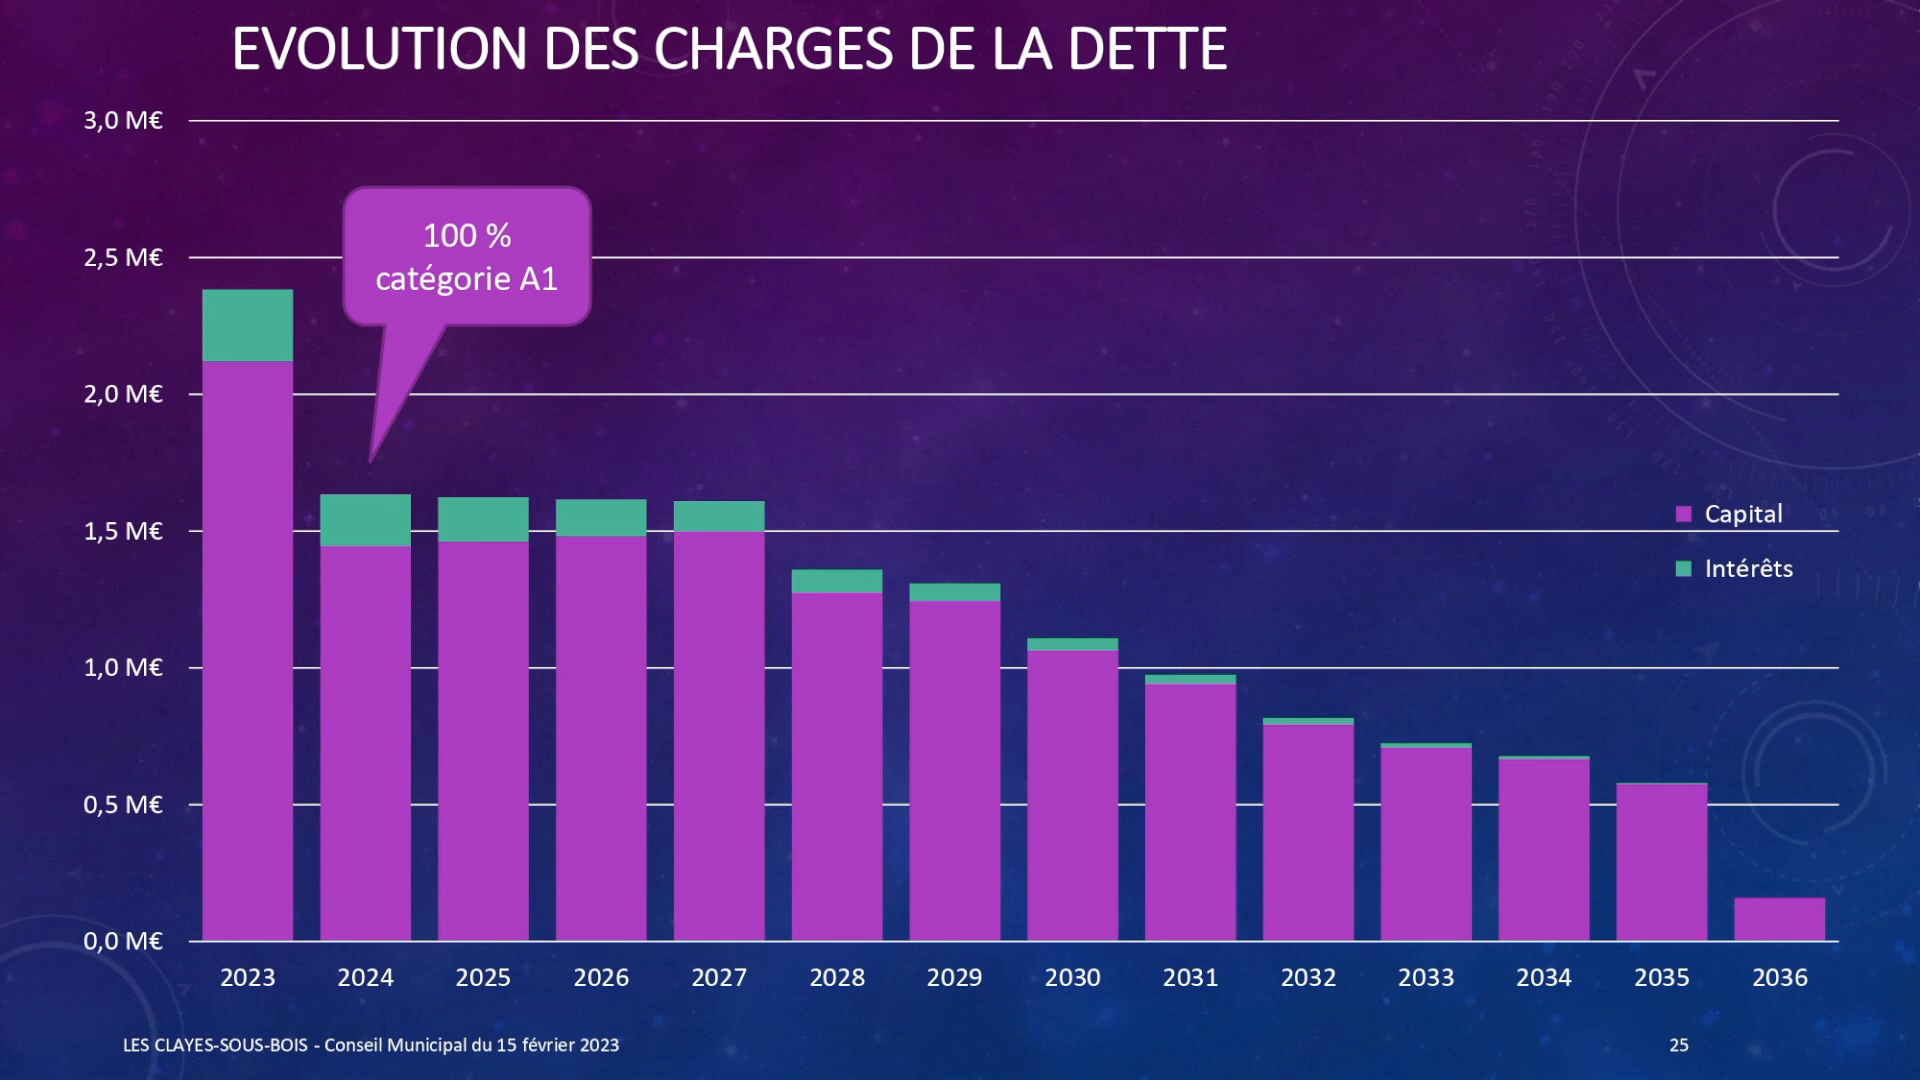 EVOLUTION DES CHARGES DE LA DETTE
3,0 M€
2,5 M€
2,0 M€
1,5 M€
1,0 M€
0,5 M€
0,0 M€
100 %
catégorie A1
Capital
Intérêts
2023 2024 2025 2026 2027 2028 2029 2030 2031 2032 2033 2034 2035 2036
LES CLAYES-SOUS-BOIS - Conseil Municipal du 15 février 2023
25